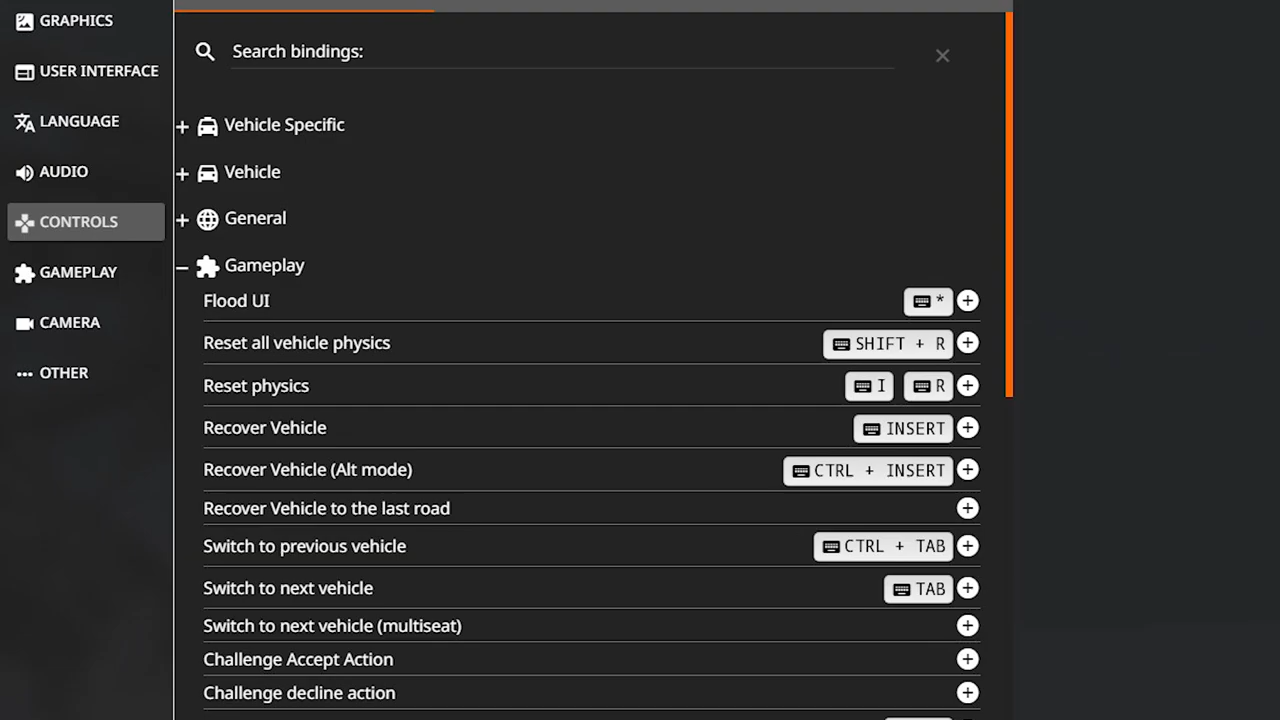 GRAPHICS
USER INTERFACE
LANGUAGE
AUDIO
CONTROLS
GAMEPLAY
CAMERA
OTHER
Search bindings:
Vehicle Specific
Vehicle
General
Gameplay
Flood UI *
Reset all vehicle physics SHIFT + R
Reset physics I R
Recover Vehicle INSERT
Recover Vehicle (Alt mode) CTRL + INSERT
Recover Vehicle to the last road
Switch to previous vehicle CTRL + TAB
Switch to next vehicle TAB
Switch to next vehicle (multiseat)
Challenge Accept Action
Challenge decline action